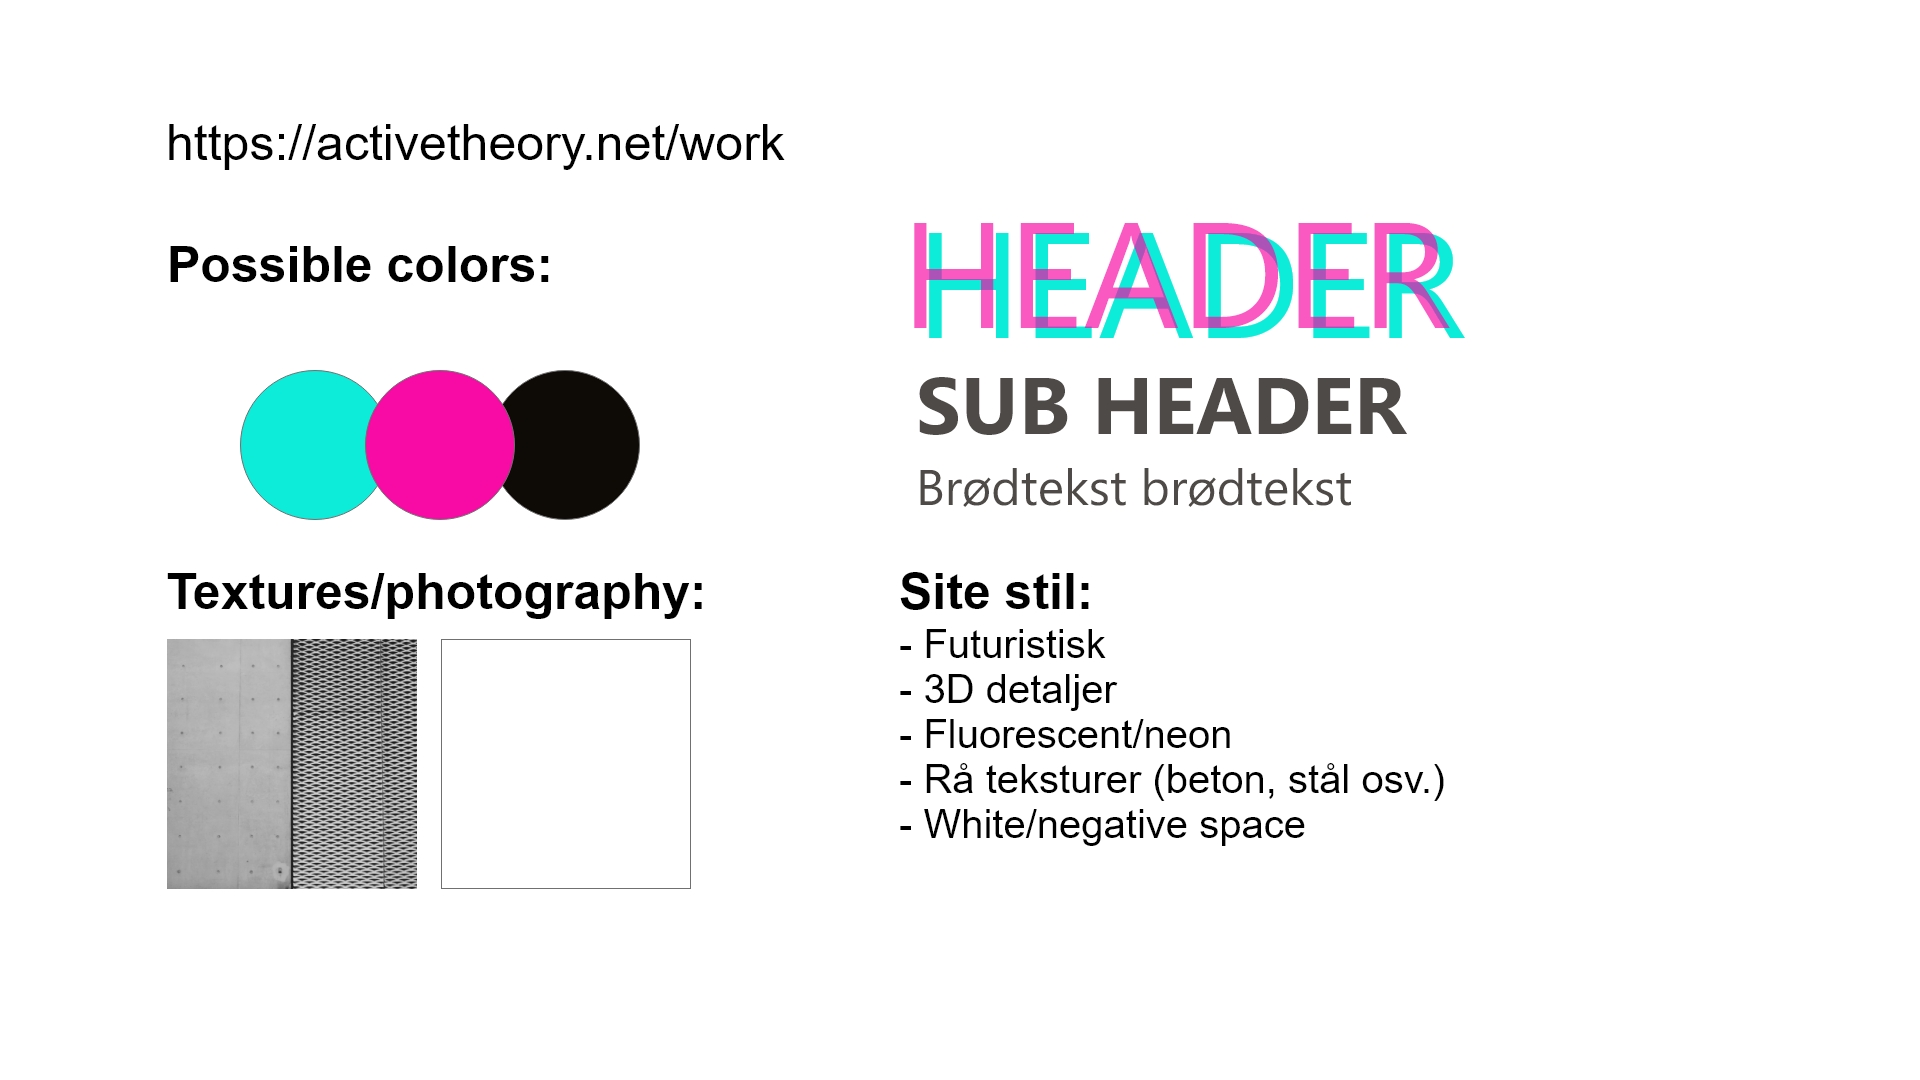 https://activetheory.net/work
Possible colors:
HEADER
SUB HEADER
Brødtekst brødtekst
Textures/photography:
Site stil:
- Futuristisk
- 3D detaljer
- Fluorescent/neon
- Rå teksturer (beton, stål osv.)
- White/negative space